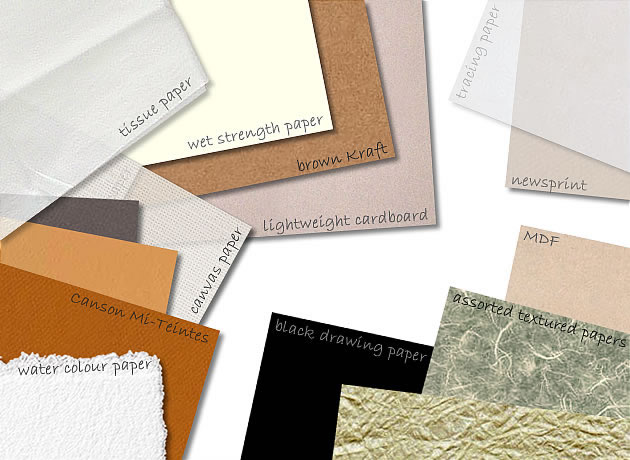 tissue paper
wet strength paper
brown Kraft
lightweight cardboard
tracing paper
newsprint
canvas paper
MDF
Canson Mi-Teintes
assorted textured papers
black drawing paper
water colour paper